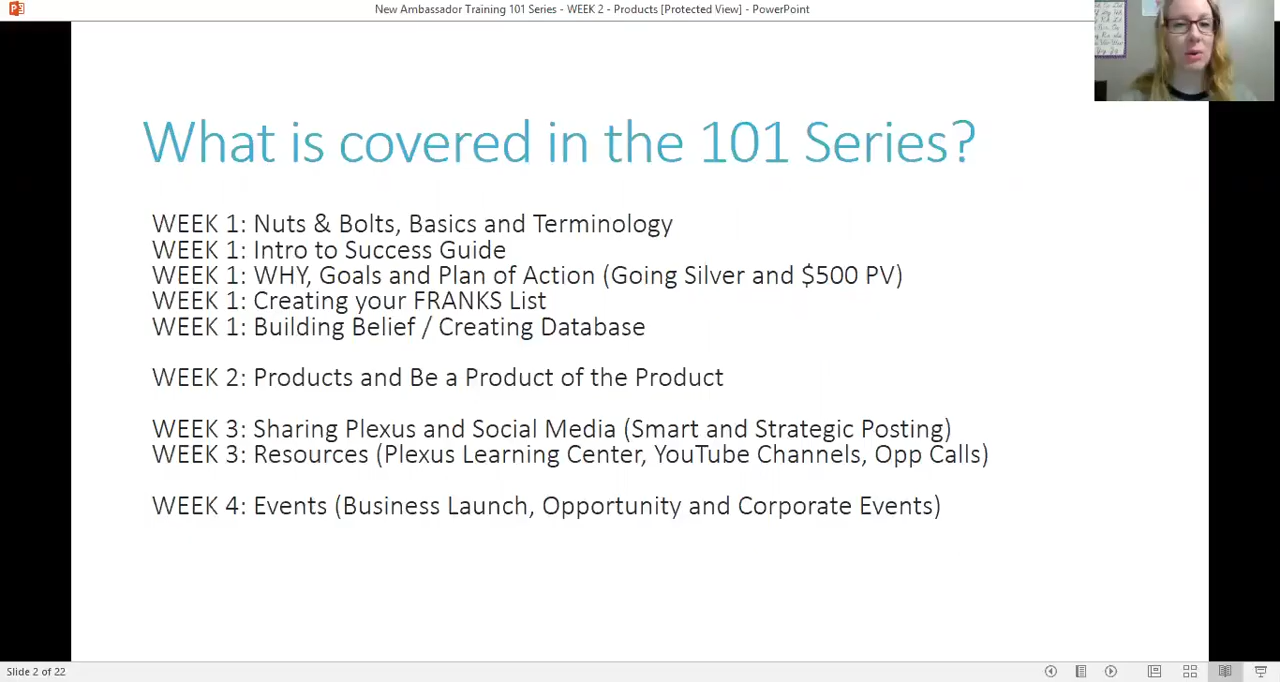 New Ambassador Training 101 Series - WEEK 2 - Products [Protected View] - PowerPoint
What is covered in the 101 Series?
WEEK 1: Nuts & Bolts, Basics and Terminology
WEEK 1: Intro to Success Guide
WEEK 1: WHY, Goals and Plan of Action (Going Silver and $500 PV)
WEEK 1: Creating your FRANKS List
WEEK 1: Building Belief / Creating Database
WEEK 2: Products and Be a Product of the Product
WEEK 3: Sharing Plexus and Social Media (Smart and Strategic Posting)
WEEK 3: Resources (Plexus Learning Center, YouTube Channels, Opp Calls)
WEEK 4: Events (Business Launch, Opportunity and Corporate Events)
Slide 2 of 22